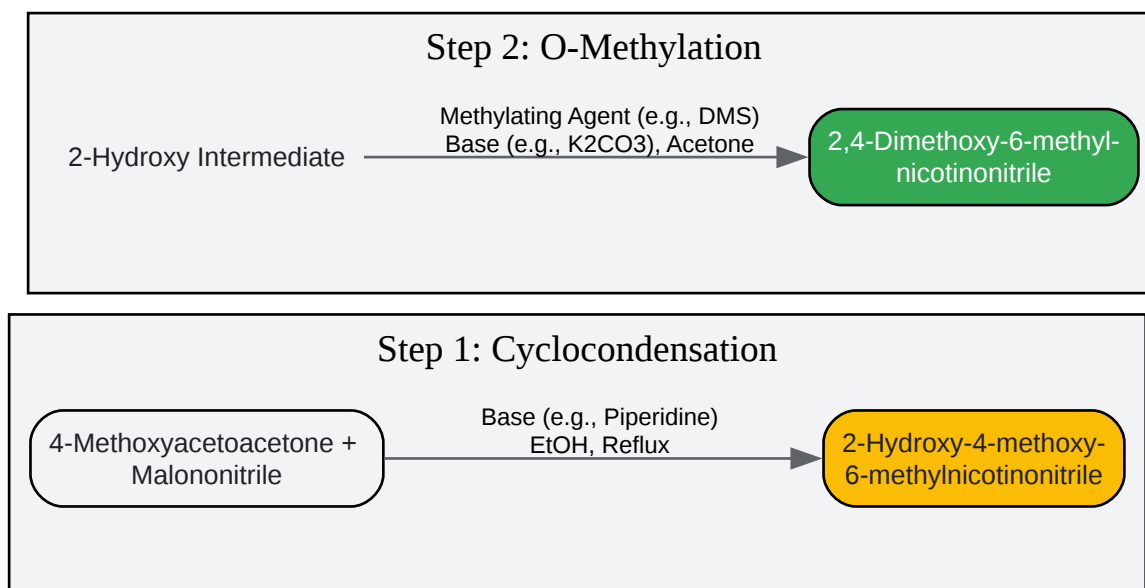 Step 2: O-Methylation
2-Hydroxy Intermediate
Methylating Agent (e.g., DMS)
Base (e.g., K2CO3), Acetone
2,4-Dimethoxy-6-methyl-
nicotinonitrile
Step 1: Cyclocondensation
4-Methoxyacetoacetone +
Malononitrile
Base (e.g., Piperidine)
EtOH, Reflux
2-Hydroxy-4-methoxy-
6-methylnicotinonitrile